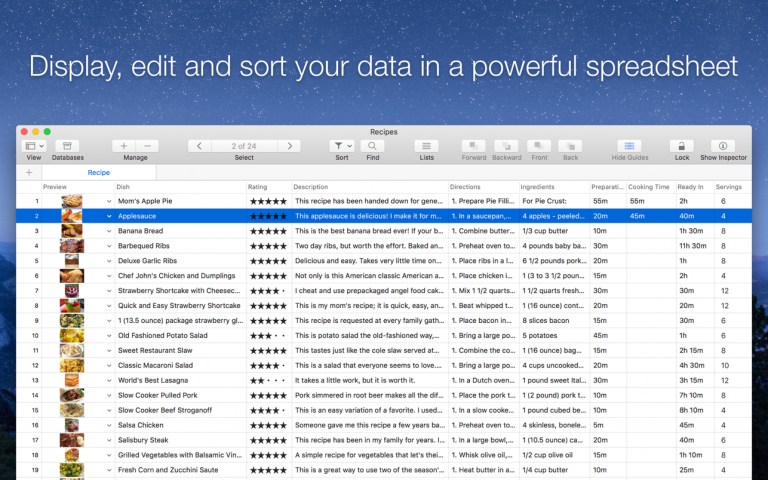 Display, edit and sort your data in a powerful spreadsheet
Recipes
2 of 24
View Databases Manage Select Sort Find Lists Forward Backward Front Back Hide Guides Lock Show Inspector
+ Recipe
Preview Dish Rating Description Directions Ingredients Preparati... Cooking Time Ready In Servings
1 Mom's Apple Pie ★★★★★ This recipe has been handed down for gene... 1. Prepare Pie Filli... For Pie Crust: 55m 55m 2h 6
2 Applesauce ★★★★★ This applesauce is delicious! I make it for m... 1. In a saucepan,... 4 apples - peeled... 20m 45m 40m 4
3 Banana Bread ★★★★★ This is the best banana bread ever! If your b... 1. Combine butter... 1/3 cup butter 10m 1h 30m 8
4 Barbequed Ribs ★★★★★ Two day ribs, but worth the effort. Baked an... 1. Preheat oven to... 4 pounds baby ba... 30m 11h 30m 8
5 Deluxe Garlic Ribs ★★★★★ Delicious and easy. Takes very little time on... 1. Place ribs in a l... 6 1/2 pounds pork... 20m 1h 8
6 Chef John's Chicken and Dumplings ★★★★★ Not only is this American classic American a... 1. Place chicken i... 1 (3 to 3 1/2 poun... 15m 2h 4
7 Strawberry Shortcake with Cheesec... ★★★★ • I cheat and use prepackaged angel food cak... 1. Mix 1 1/2 quarts... 1 1/2 quarts fresh... 30m 30m 12
8 Quick and Easy Strawberry Shortcake ★★★★★ This is my mom's recipe; it is quick, easy, an... 1. Beat whipped t... 1 (16 ounce) cont... 20m 20m 12
9 1 (13.5 ounce) package strawberry gl... ★★★★★ This recipe is requested at every family gath... 1. Place bacon in... 8 slices bacon 15m 30m 6
10 Old Fashioned Potato Salad ★★★ • • This is potato salad the old-fashioned way,... 1. Bring a large po... 5 potatoes 45m 1h 6
11 Sweet Restaurant Slaw ★★★★★ This tastes just like the cole slaw served at... 1. Combine the co... 1 (16 ounce) bag... 15m 2h 15m 8
12 Classic Macaroni Salad ★★★★★ This is a salad that everyone seems to love.... 1. Bring a large po... 4 cups uncooked... 20m 4h 30m 10
13 World's Best Lasagna ★★ • • • It takes a little work, but it is worth it. 1. In a Dutch oven... 1 pound sweet Ital... 30m 3h 15m 12
14 Slow Cooker Pulled Pork ★★★★★ Pork simmered in root beer makes all the dif... 1. Place the pork t... 1 (2 pound) pork t... 10m 7h 10m 8
15 Slow Cooker Beef Stroganoff ★★★★★ This is an easy variation of a favorite. I used... 1. In a slow cooke... 1 pound cubed be... 10m 8h 10m 4
16 Salsa Chicken ★★★★★ Someone gave me this recipe a few years ba... 1. Preheat oven to... 4 skinless, bonele... 5m 45m 4
17 Salisbury Steak ★★★★★ This recipe has been in my family for years. I... 1. In a large bowl,... 1 (10.5 ounce) ca... 20m 40m 6
18 Grilled Vegetables with Balsamic Vin... ★★★★★ A simple recipe for vegetables that let's thei... 1. Whisk olive oil,... 1/2 cup olive oil 15m 1h 6
19 Fresh Corn and Zucchini Saute ★★★★★ This is a great way to use two of the season'... 1. Heat butter in a... 1/4 cup butter 10m 25m 4